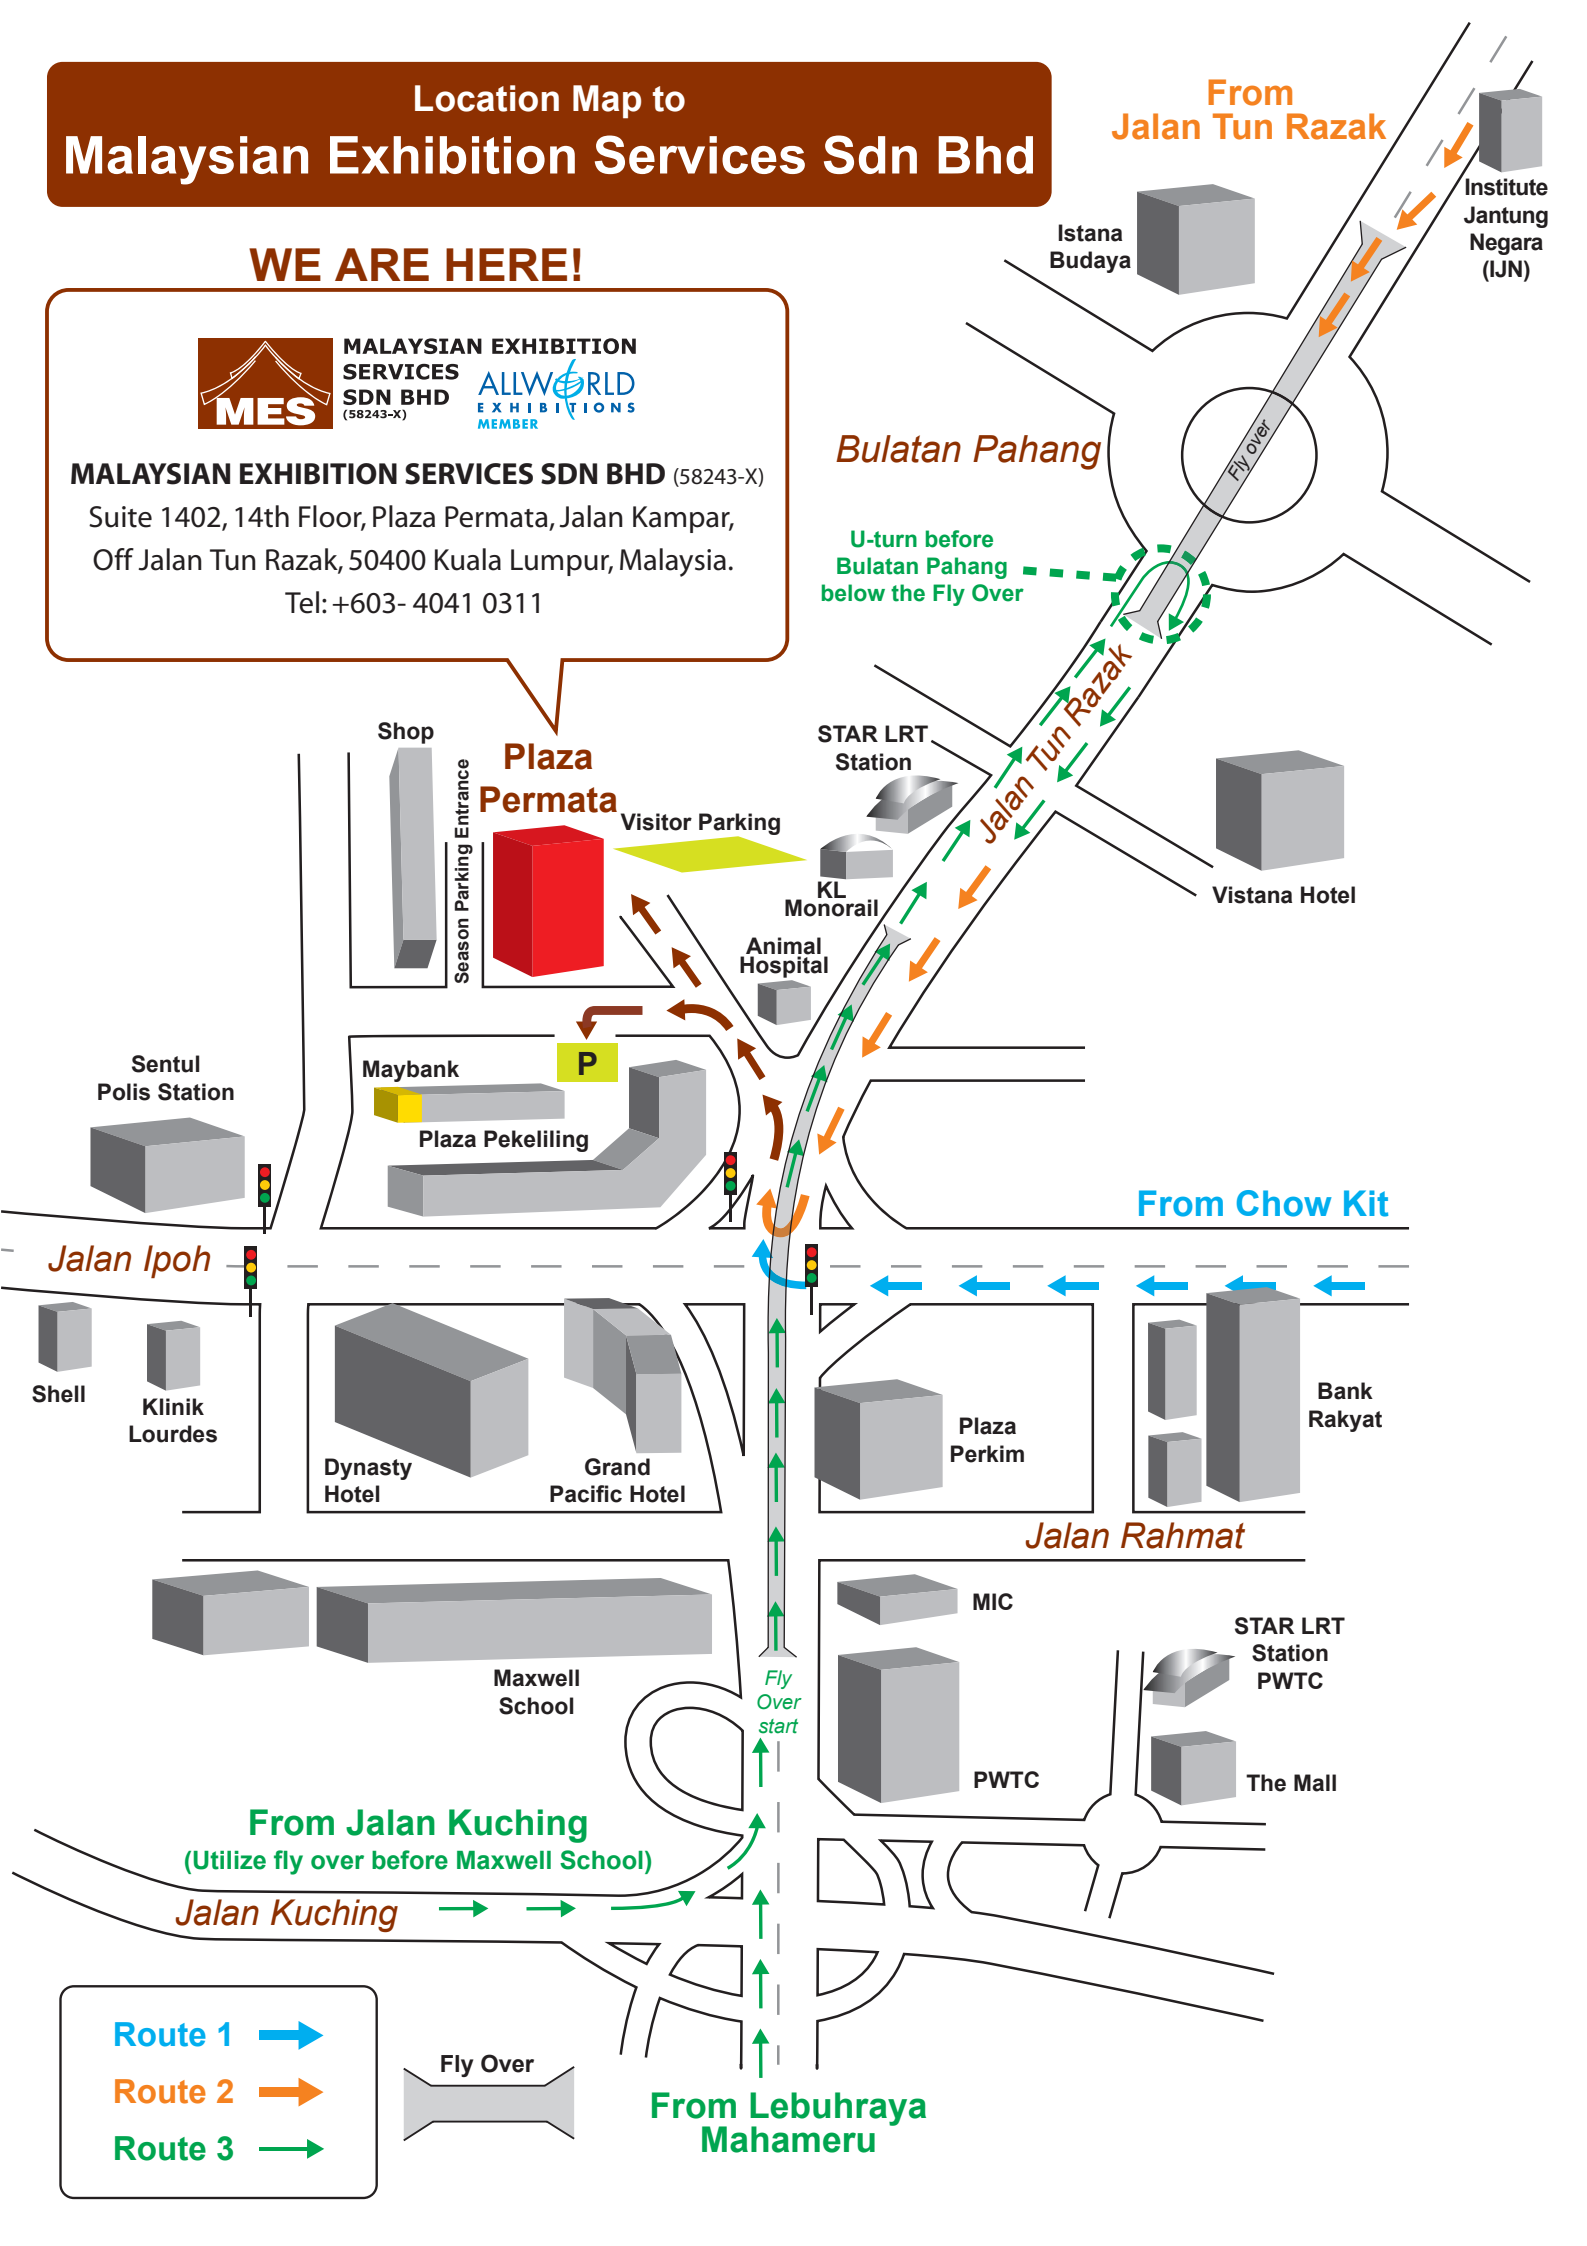 Location Map to
Malaysian Exhibition Services Sdn Bhd
From
Jalan Tun Razak
Institute
Jantung
Negara
(IJN)
Istana
Budaya
WE ARE HERE!
MES
MALAYSIAN EXHIBITION
SERVICES
SDN BHD
(58243-X)
ALLWORLD
EXHIBITIONS
MEMBER
MALAYSIAN EXHIBITION SERVICES SDN BHD (58243-X)
Suite 1402, 14th Floor, Plaza Permata, Jalan Kampar,
Off Jalan Tun Razak, 50400 Kuala Lumpur, Malaysia.
Tel: +603- 4041 0311
Bulatan Pahang
Fly over
U-turn before
Bulatan Pahang
below the Fly Over
Jalan Tun Razak
Shop
Season Parking Entrance
Plaza
Permata
Visitor Parking
STAR LRT
Station
KL
Monorail
Animal
Hospital
Vistana Hotel
Sentul
Polis Station
Maybank
P
Plaza Pekeliling
From Chow Kit
Jalan Ipoh
Shell
Klinik
Lourdes
Dynasty
Hotel
Grand
Pacific Hotel
Plaza
Perkim
Bank
Rakyat
Jalan Rahmat
MIC
Maxwell
School
Fly
Over
start
STAR LRT
Station
PWTC
PWTC
The Mall
From Jalan Kuching
(Utilize fly over before Maxwell School)
Jalan Kuching
Route 1
Route 2
Route 3
Fly Over
From Lebuhraya
Mahameru